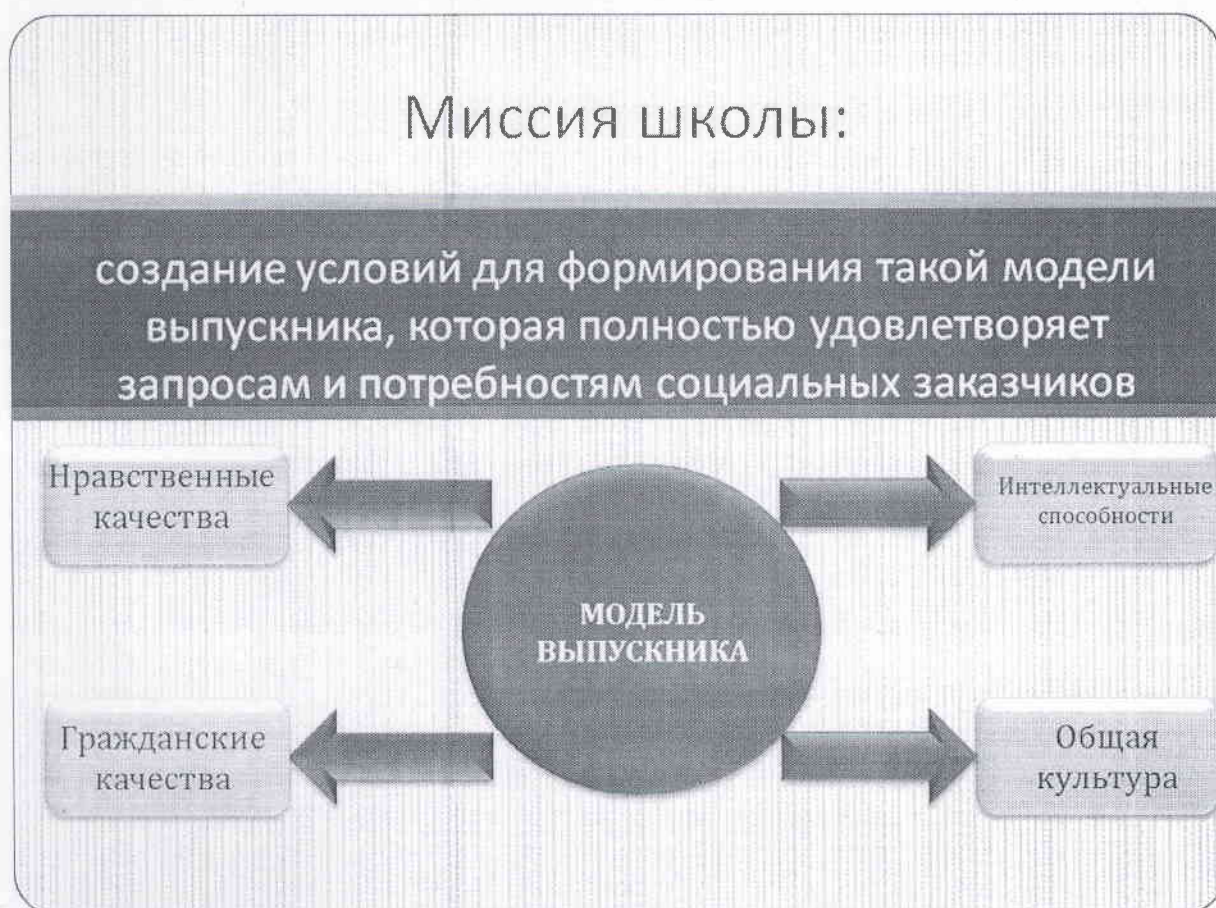 Миссия школы:
создание условий для формирования такой модели
выпускника, которая полностью удовлетворяет
запросам и потребностям социальных заказчиков
Нравственные
качества
Интеллектуальные
способности
МОДЕЛЬ
ВЫПУСКНИКА
Гражданские
качества
Общая
культура